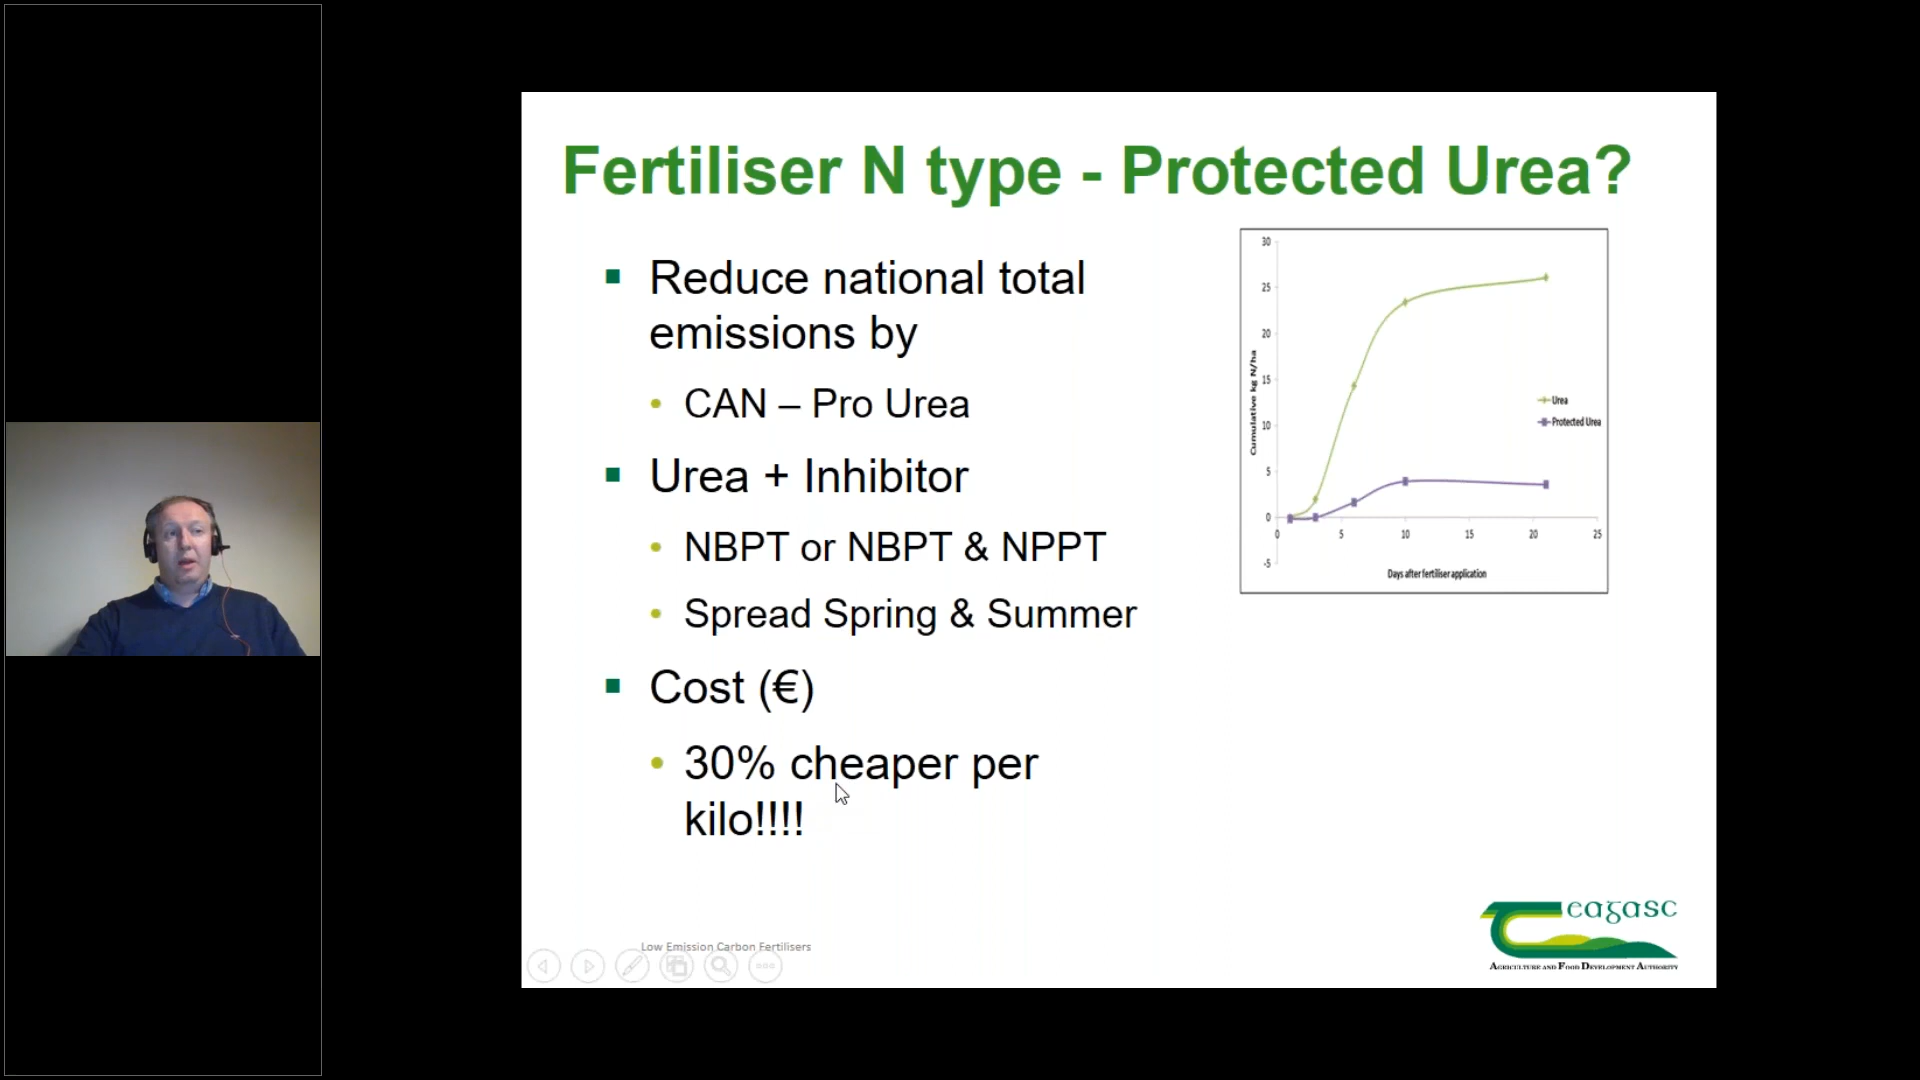 Fertiliser N type - Protected Urea?
Reduce national total
emissions by
CAN – Pro Urea
Urea + Inhibitor
NBPT or NBPT & NPPT
Spread Spring & Summer
Cost (€)
30% cheaper per
kilo!!!!
30
25
20
15
10
5
0
-5
0
5
10
15
20
25
Cumulative kg N/ha
Days after fertiliser application
Urea
Protected Urea
Low Emission Carbon Fertilisers
eagasc
AGRICULTURE AND FOOD DEVELOPMENT AUTHORITY